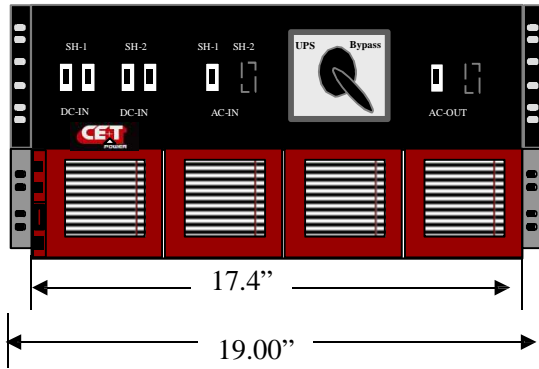 SH-1 SH-2 SH-1 SH-2 UPS Bypass
DC-IN DC-IN AC-IN AC-OUT
CE+T
POWER
17.4”
19.00”